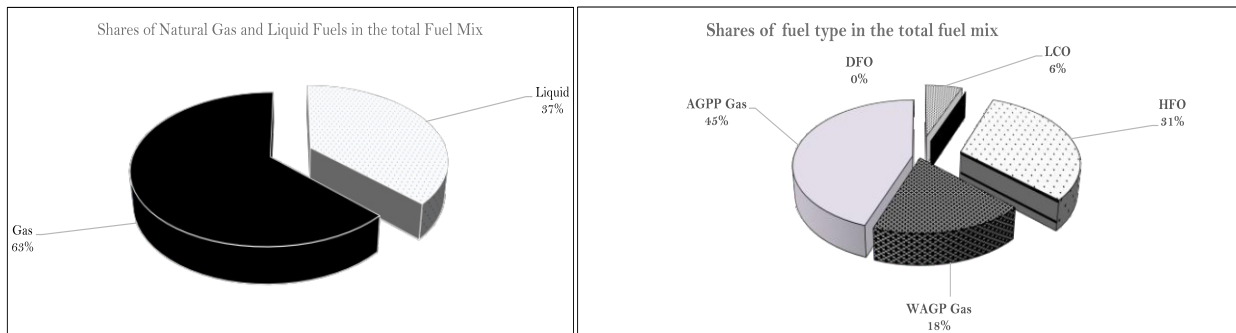 Shares of Natural Gas and Liquid Fuels in the total Fuel Mix
Liquid
37%
Gas
63%
Shares of fuel type in the total fuel mix
DFO
0%
LCO
6%
AGPP Gas
45%
HFO
31%
WAGP Gas
18%